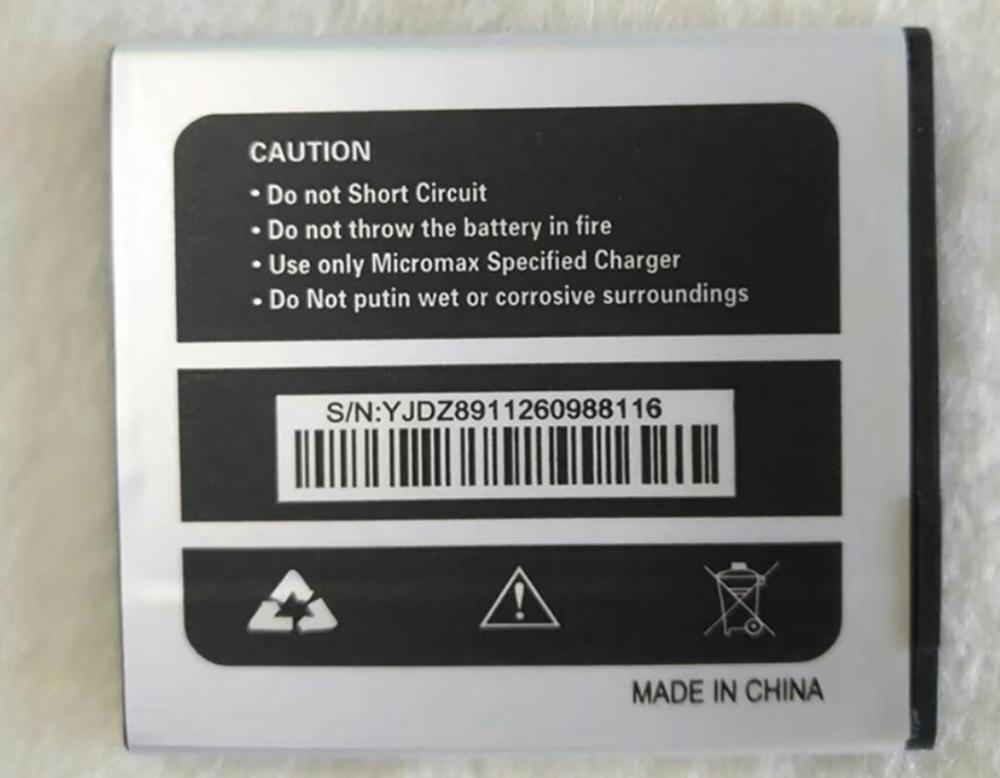 CAUTION
• Do not Short Circuit
• Do not throw the battery in fire
• Use only Micromax Specified Charger
• Do Not putin wet or corrosive surroundings
S/N:YJDZ8911260988116
MADE IN CHINA